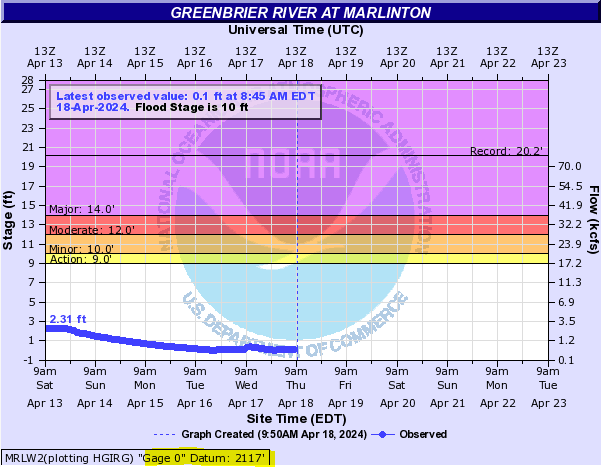 GREENBRIER RIVER AT MARLINTON
Universal Time (UTC)
13Z 13Z 13Z 13Z 13Z 13Z 13Z 13Z 13Z 13Z 13Z
Apr 13 Apr 14 Apr 15 Apr 16 Apr 17 Apr 18 Apr 19 Apr 20 Apr 21 Apr 22 Apr 23
28
27
Latest observed value: 0.1 ft at 8:45 AM EDT
18-Apr-2024. Flood Stage is 10 ft
25
23
21
Record: 20.2'
19 70.0
17 54.5
Major: 14.0'
15 41.9
13 32.2
Moderate: 12.0'
11 23.9
Minor: 10.0'
Action: 9.0'
9 17.2
7 11.3
5 6.9
2.31 ft
3 3.5
1 1.2
-1 0.1
Stage (ft)
Flow (kcfs)
NATIONAL OCEANIC AND ATMOSPHERIC ADMINISTRATION
NOAA
U.S. DEPARTMENT OF COMMERCE
9am 9am 9am 9am 9am 9am 9am 9am 9am 9am 9am
Sat Sun Mon Tue Wed Thu Fri Sat Sun Mon Tue
Apr 13 Apr 14 Apr 15 Apr 16 Apr 17 Apr 18 Apr 19 Apr 20 Apr 21 Apr 22 Apr 23
Site Time (EDT)
Graph Created (9:50AM Apr 18, 2024) Observed
MRLW2(plotting HGIRG) "Gage 0" Datum: 2117'